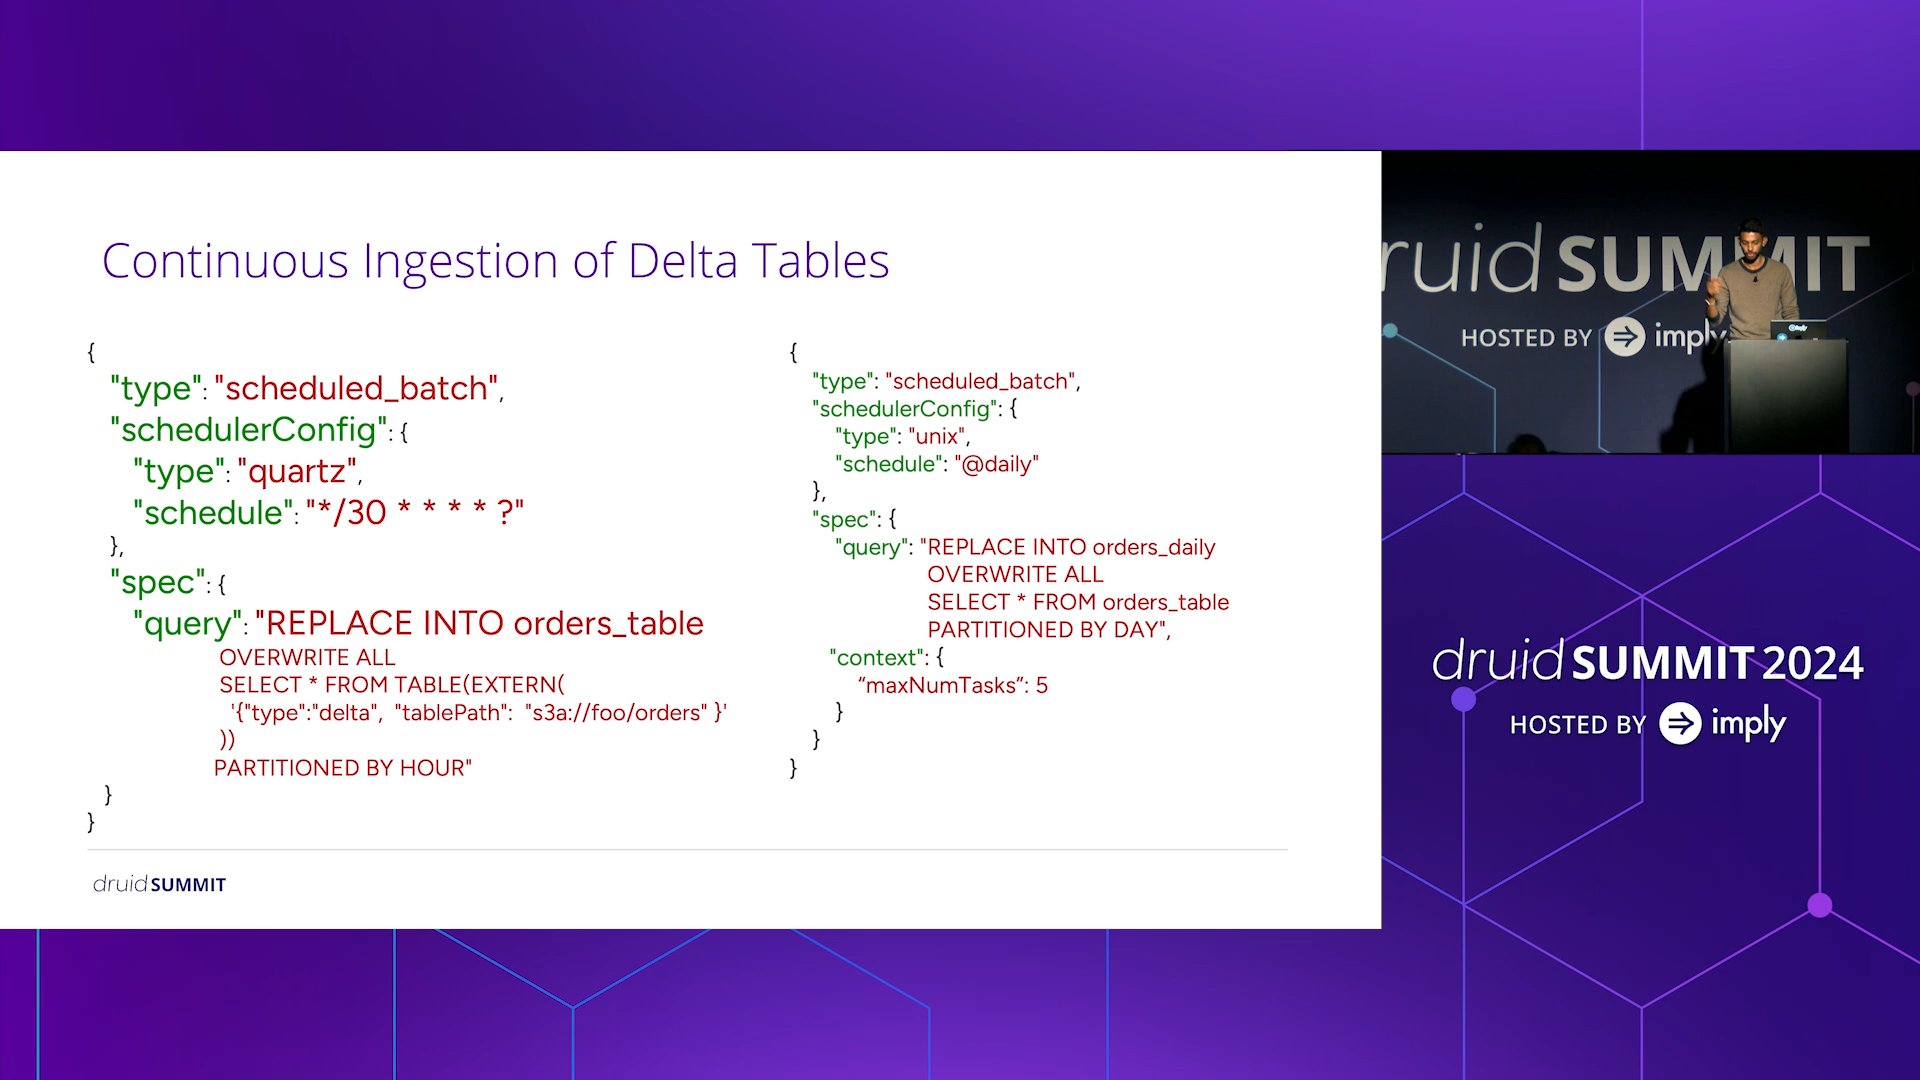 Continuous Ingestion of Delta Tables
{
"type": "scheduled_batch",
"schedulerConfig": {
"type": "quartz",
"schedule": "*/30 * * * * ?"
},
"spec": {
"query": "REPLACE INTO orders_table
OVERWRITE ALL
SELECT * FROM TABLE(EXTERN(
'{"type":"delta", "tablePath": "s3a://foo/orders" }'
))
PARTITIONED BY HOUR"
}
}
{
"type": "scheduled_batch",
"schedulerConfig": {
"type": "unix",
"schedule": "@daily"
},
"spec": {
"query": "REPLACE INTO orders_daily
OVERWRITE ALL
SELECT * FROM orders_table
PARTITIONED BY DAY",
"context": {
“maxNumTasks”: 5
}
}
}
druid SUMMIT
druid SUMMIT
HOSTED BY imply
imply
druid SUMMIT 2024
HOSTED BY imply